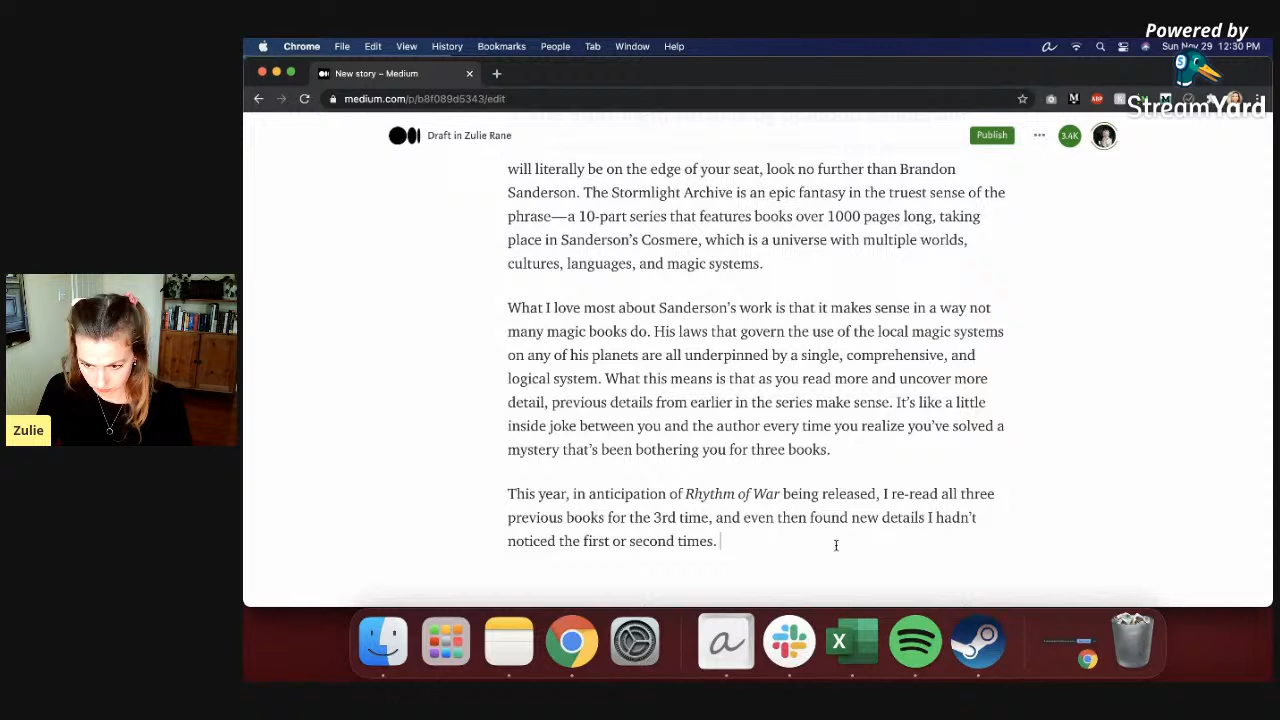 Powered by
StreamYard
Chrome File Edit View History Bookmarks People Tab Window Help
Sun Nov 29 12:30 PM
New story – Medium
medium.com/p/b8f089d5343/edit
ABP
Draft in Zulie Rane
Publish
3.4K
will literally be on the edge of your seat, look no further than Brandon
Sanderson. The Stormlight Archive is an epic fantasy in the truest sense of the
phrase—a 10-part series that features books over 1000 pages long, taking
place in Sanderson’s Cosmere, which is a universe with multiple worlds,
cultures, languages, and magic systems.
What I love most about Sanderson’s work is that it makes sense in a way not
many magic books do. His laws that govern the use of the local magic systems
on any of his planets are all underpinned by a single, comprehensive, and
logical system. What this means is that as you read more and uncover more
detail, previous details from earlier in the series make sense. It’s like a little
inside joke between you and the author every time you realize you’ve solved a
mystery that’s been bothering you for three books.
This year, in anticipation of Rhythm of War being released, I re-read all three
previous books for the 3rd time, and even then found new details I hadn’t
noticed the first or second times.
Zulie